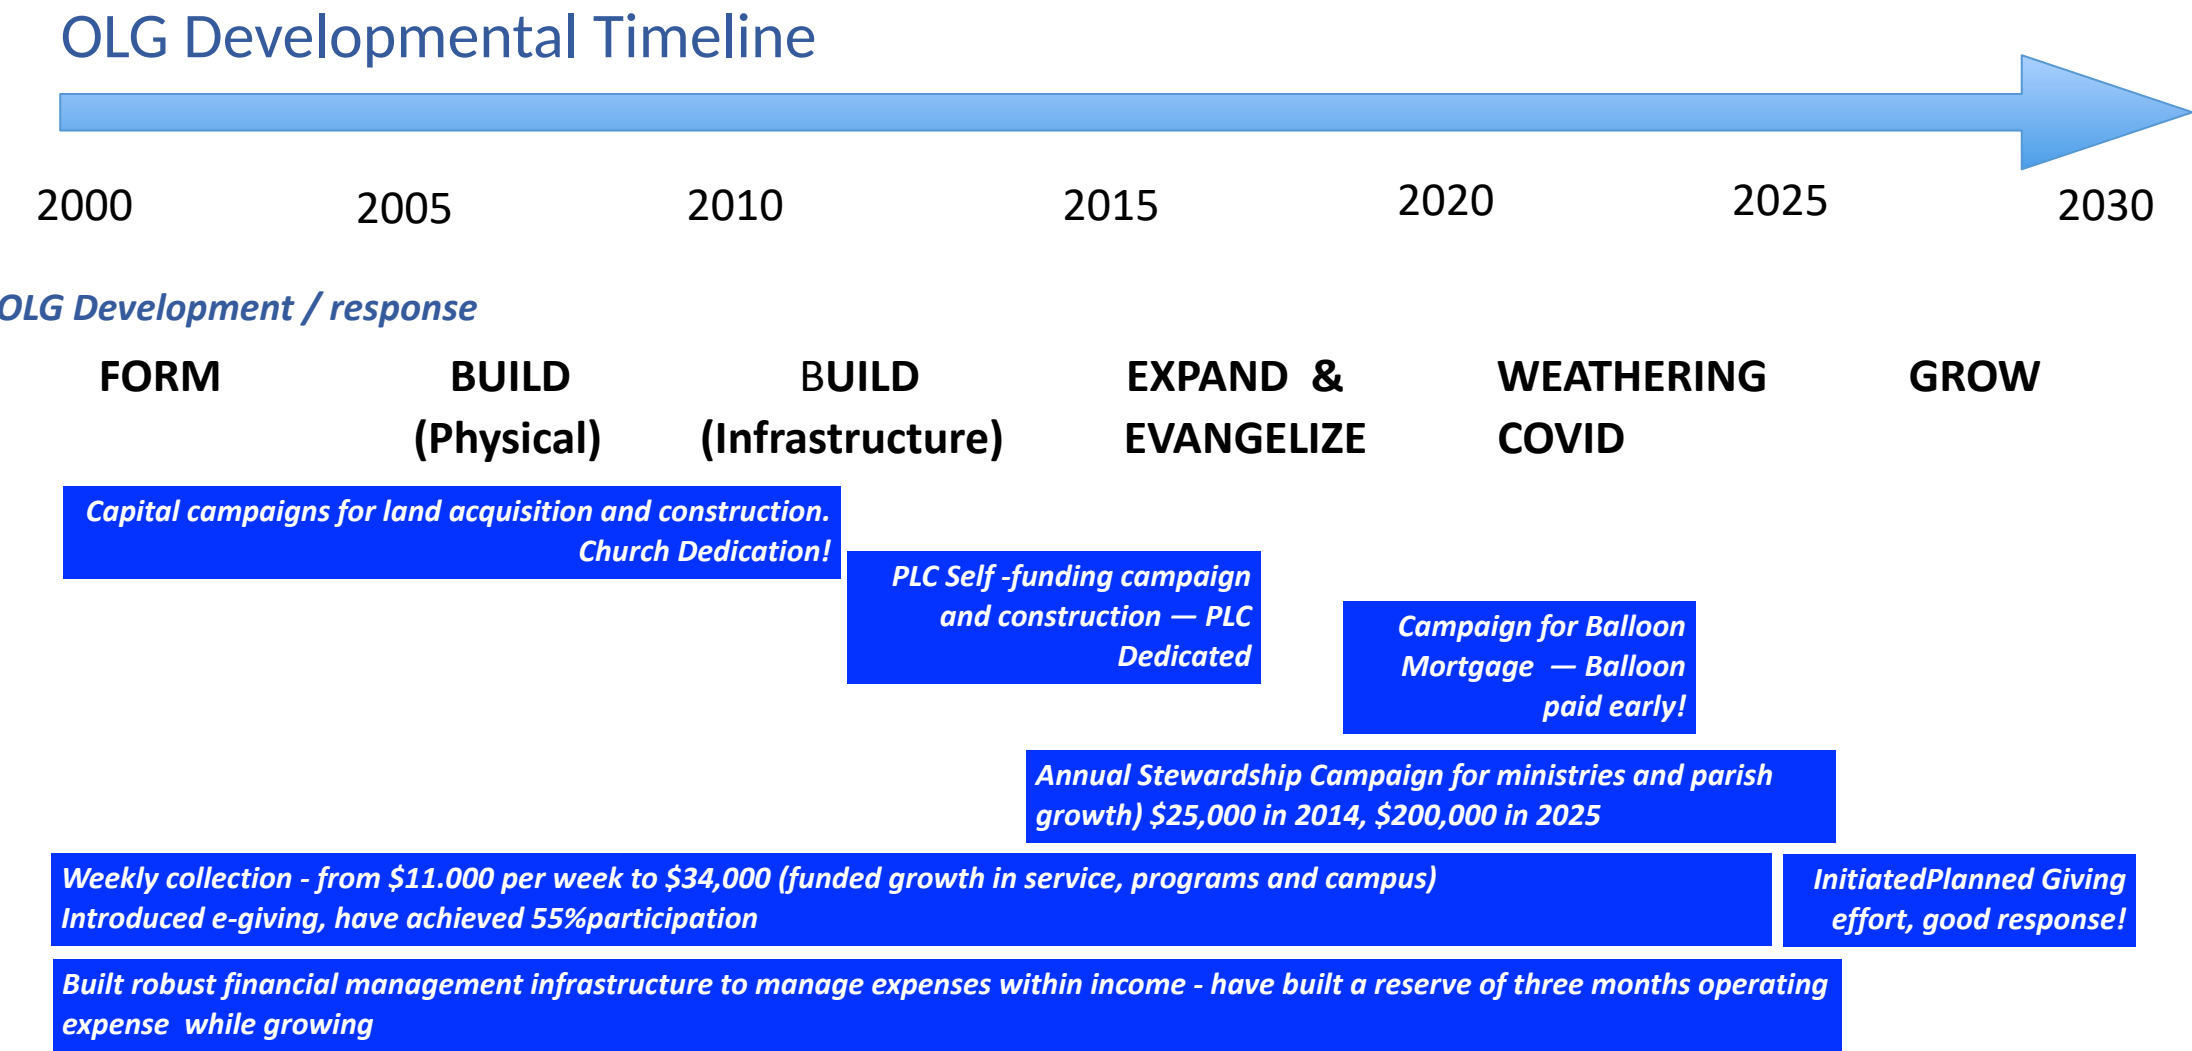 OLG Developmental Timeline
2000 2005 2010 2015 2020 2025 2030
OLG Development / response
FORM BUILD BUILD EXPAND & WEATHERING GROW
(Physical) (Infrastructure) EVANGELIZE COVID
Capital campaigns for land acquisition and construction.
Church Dedication!
PLC Self -funding campaign
and construction — PLC
Dedicated
Campaign for Balloon
Mortgage — Balloon
paid early!
Annual Stewardship Campaign for ministries and parish
growth) $25,000 in 2014, $200,000 in 2025
Weekly collection - from $11.000 per week to $34,000 (funded growth in service, programs and campus)
Introduced e-giving, have achieved 55%participation
InitiatedPlanned Giving
effort, good response!
Built robust financial management infrastructure to manage expenses within income - have built a reserve of three months operating
expense while growing